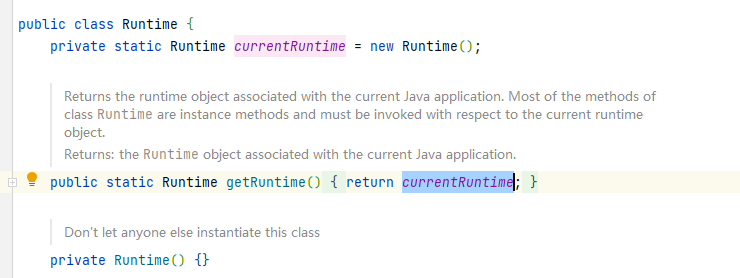 public class Runtime {
private static Runtime currentRuntime = new Runtime();
Returns the runtime object associated with the current Java application. Most of the methods of
class Runtime are instance methods and must be invoked with respect to the current runtime
object.
Returns: the Runtime object associated with the current Java application.
public static Runtime getRuntime() { return currentRuntime; }
Don't let anyone else instantiate this class
private Runtime() {}